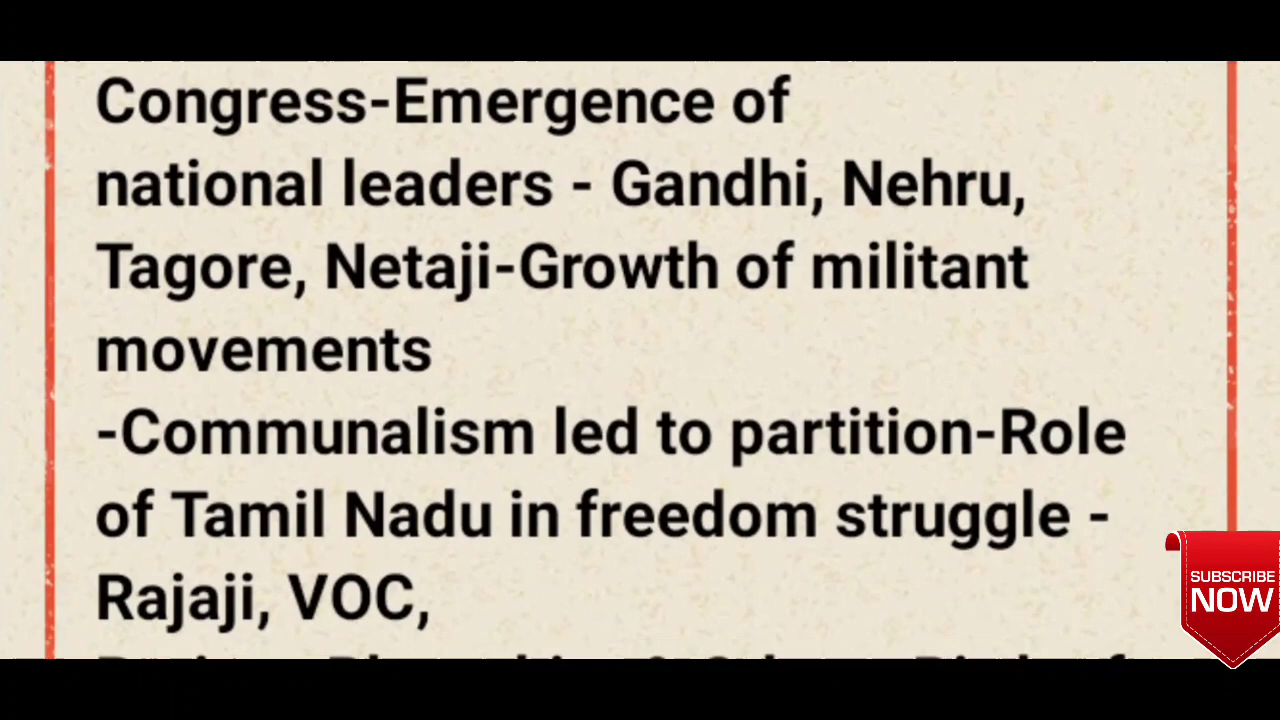 Congress-Emergence of
national leaders - Gandhi, Nehru,
Tagore, Netaji-Growth of militant
movements
-Communalism led to partition-Role
of Tamil Nadu in freedom struggle -
Rajaji, VOC,
SUBSCRIBE
NOW